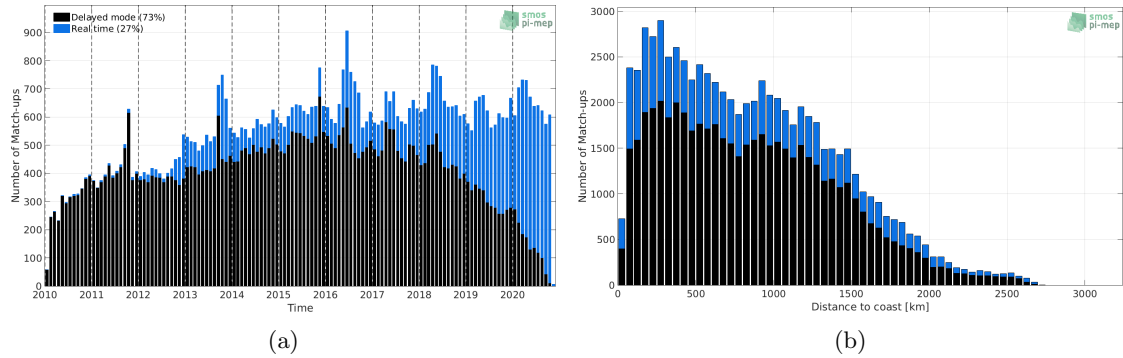 Delayed mode (73%)
Real time (27%)
smos
pi-mep
Number of Match-ups
900
800
700
600
500
400
300
200
100
0
2010 2011 2012 2013 2014 2015 2016 2017 2018 2019 2020
Time
(a)
smos
pi-mep
Number of Match-ups
3000
2500
2000
1500
1000
500
0
0 500 1000 1500 2000 2500 3000
Distance to coast [km]
(b)